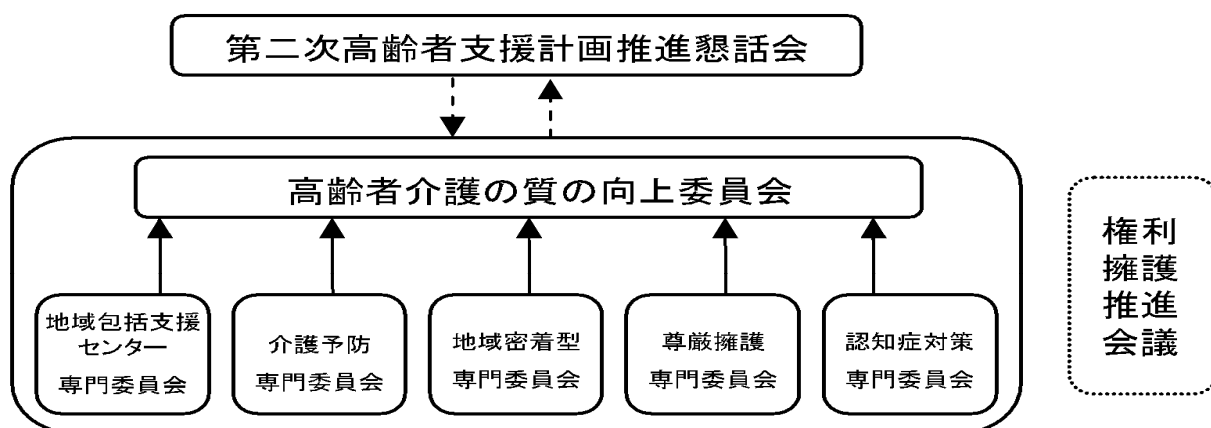 第二次高齢者支援計画推進懇話会
高齢者介護の質の向上委員会
地域包括支援
センター
専門委員会
介護予防
専門委員会
地域密着型
専門委員会
尊厳擁護
専門委員会
認知症対策
専門委員会
権利
擁護
推進
会議